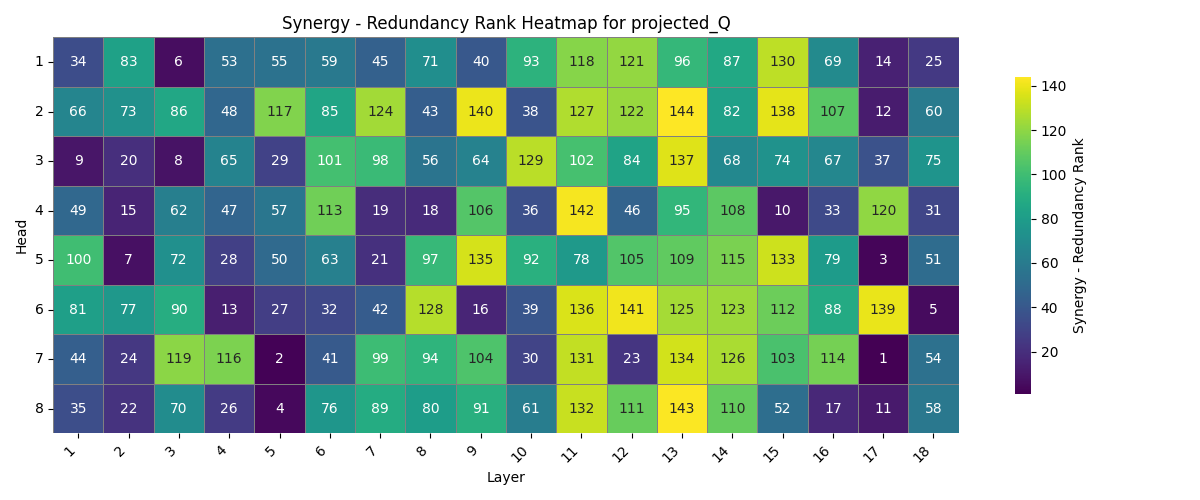 Synergy - Redundancy Rank Heatmap for projected_Q
Head
1 34 83 6 53 55 59 45 71 40 93 118 121 96 87 130 69 14 25
2 66 73 86 48 117 85 124 43 140 38 127 122 144 82 138 107 12 60
3 9 20 8 65 29 101 98 56 64 129 102 84 137 68 74 67 37 75
4 49 15 62 47 57 113 19 18 106 36 142 46 95 108 10 33 120 31
5 100 7 72 28 50 63 21 97 135 92 78 105 109 115 133 79 3 51
6 81 77 90 13 27 32 42 128 16 39 136 141 125 123 112 88 139 5
7 44 24 119 116 2 41 99 94 104 30 131 23 134 126 103 114 1 54
8 35 22 70 26 4 76 89 80 91 61 132 111 143 110 52 17 11 58
1 2 3 4 5 6 7 8 9 10 11 12 13 14 15 16 17 18
Layer
140
120
100
80
60
40
20
Synergy - Redundancy Rank